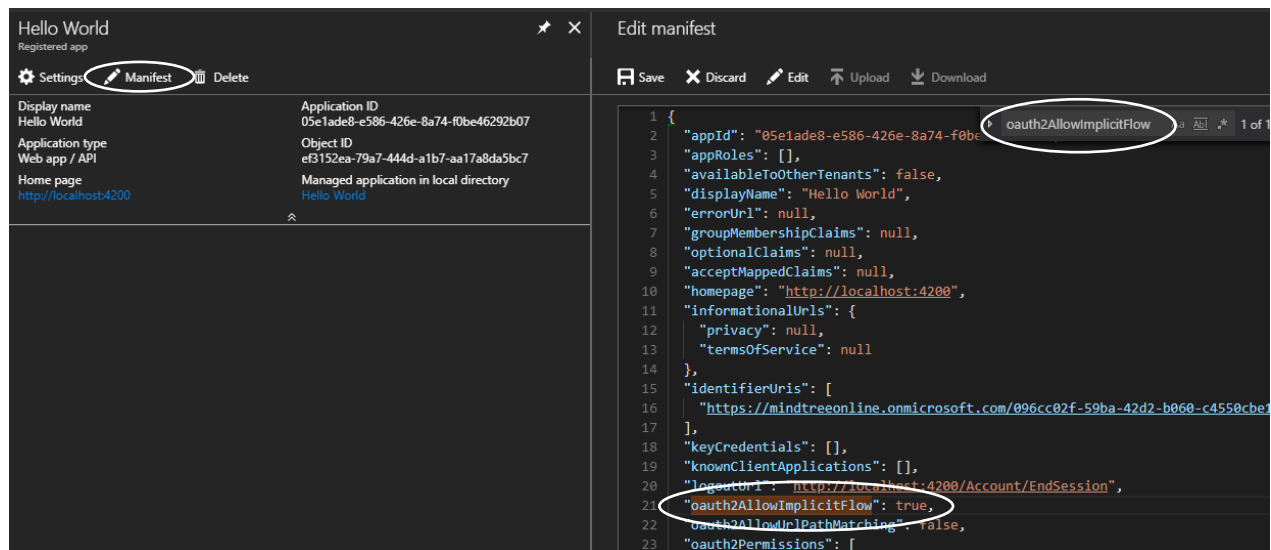 Hello World
Registered app
Settings Manifest Delete
Display name
Hello World
Application ID
05e1ade8-e586-426e-8a74-f0be46292b07
Application type
Web app / API
Object ID
ef3152ea-79a7-444d-a1b7-aa17a8da5bc7
Home page
http://localhost:4200
Managed application in local directory
Hello World
Edit manifest
Save Discard Edit Upload Download
oauth2AllowImplicitFlow Aa Abl .* 1 of 1
1 {
2 "appId": "05e1ade8-e586-426e-8a74-f0be
3 "appRoles": [],
4 "availableToOtherTenants": false,
5 "displayName": "Hello World",
6 "errorUrl": null,
7 "groupMembershipClaims": null,
8 "optionalClaims": null,
9 "acceptMappedClaims": null,
10 "homepage": "http://localhost:4200",
11 "informationalUrls": {
12 "privacy": null,
13 "termsOfService": null
14 },
15 "identifierUris": [
16 "https://mindtreeonline.onmicrosoft.com/096cc02f-59ba-42d2-b060-c4550cbe1
17 ],
18 "keyCredentials": [],
19 "knownClientApplications": [],
20 "logoutUrl": "http://localhost:4200/Account/EndSession",
21 "oauth2AllowImplicitFlow": true,
22 "oauth2AllowUrlPathMatching": false,
23 "oauth2Permissions": [